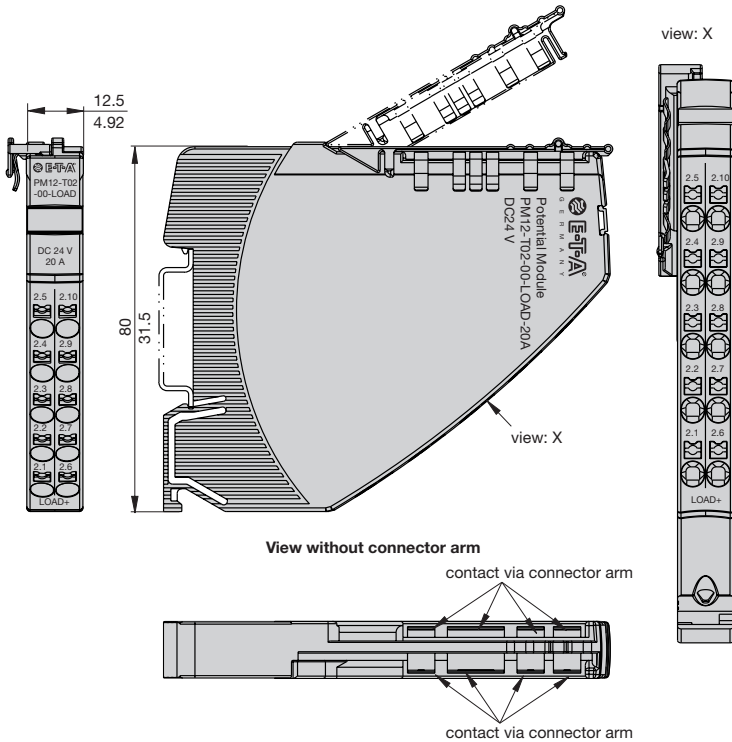 12.5
4.92
E-T-A
PM12-T02
-00-LOAD
DC 24 V
20 A
2.5 2.10
2.4 2.9
2.3 2.8
2.2 2.7
2.1 2.6
LOAD+
80
31.5
E-T-A®
GERMANY
Potential Module
PM12-T02-00-LOAD-20A
DC24 V
view: X
view: X
2.5 2.10
2.4 2.9
2.3 2.8
2.2 2.7
2.1 2.6
LOAD+
View without connector arm
contact via connector arm
contact via connector arm